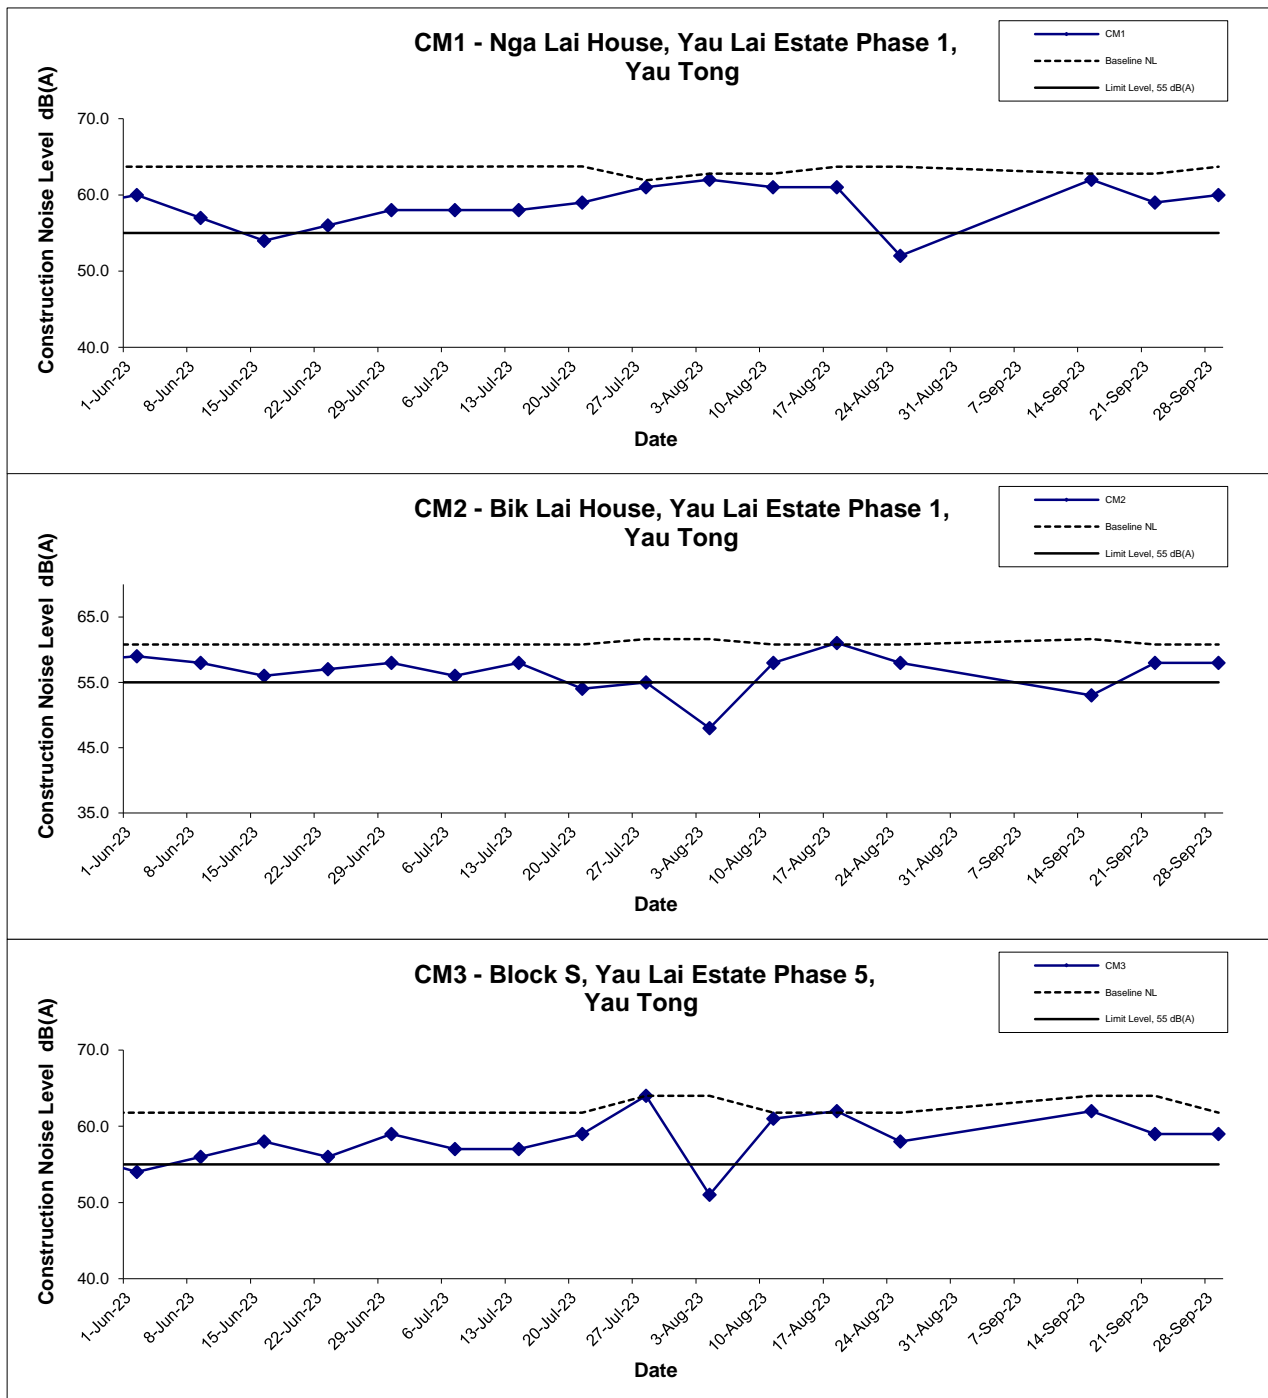 CM1 - Nga Lai House, Yau Lai Estate Phase 1,
Yau Tong
CM1
Baseline NL
Limit Level, 55 dB(A)
Construction Noise Level dB(A)
70.0
60.0
50.0
40.0
1-Jun-23
8-Jun-23
15-Jun-23
22-Jun-23
29-Jun-23
6-Jul-23
13-Jul-23
20-Jul-23
27-Jul-23
3-Aug-23
10-Aug-23
17-Aug-23
24-Aug-23
31-Aug-23
7-Sep-23
14-Sep-23
21-Sep-23
28-Sep-23
Date
CM2 - Bik Lai House, Yau Lai Estate Phase 1,
Yau Tong
CM2
Baseline NL
Limit Level, 55 dB(A)
Construction Noise Level dB(A)
65.0
55.0
45.0
35.0
1-Jun-23
8-Jun-23
15-Jun-23
22-Jun-23
29-Jun-23
6-Jul-23
13-Jul-23
20-Jul-23
27-Jul-23
3-Aug-23
10-Aug-23
17-Aug-23
24-Aug-23
31-Aug-23
7-Sep-23
14-Sep-23
21-Sep-23
28-Sep-23
Date
CM3 - Block S, Yau Lai Estate Phase 5,
Yau Tong
CM3
Baseline NL
Limit Level, 55 dB(A)
Construction Noise Level dB(A)
70.0
60.0
50.0
40.0
1-Jun-23
8-Jun-23
15-Jun-23
22-Jun-23
29-Jun-23
6-Jul-23
13-Jul-23
20-Jul-23
27-Jul-23
3-Aug-23
10-Aug-23
17-Aug-23
24-Aug-23
31-Aug-23
7-Sep-23
14-Sep-23
21-Sep-23
28-Sep-23
Date